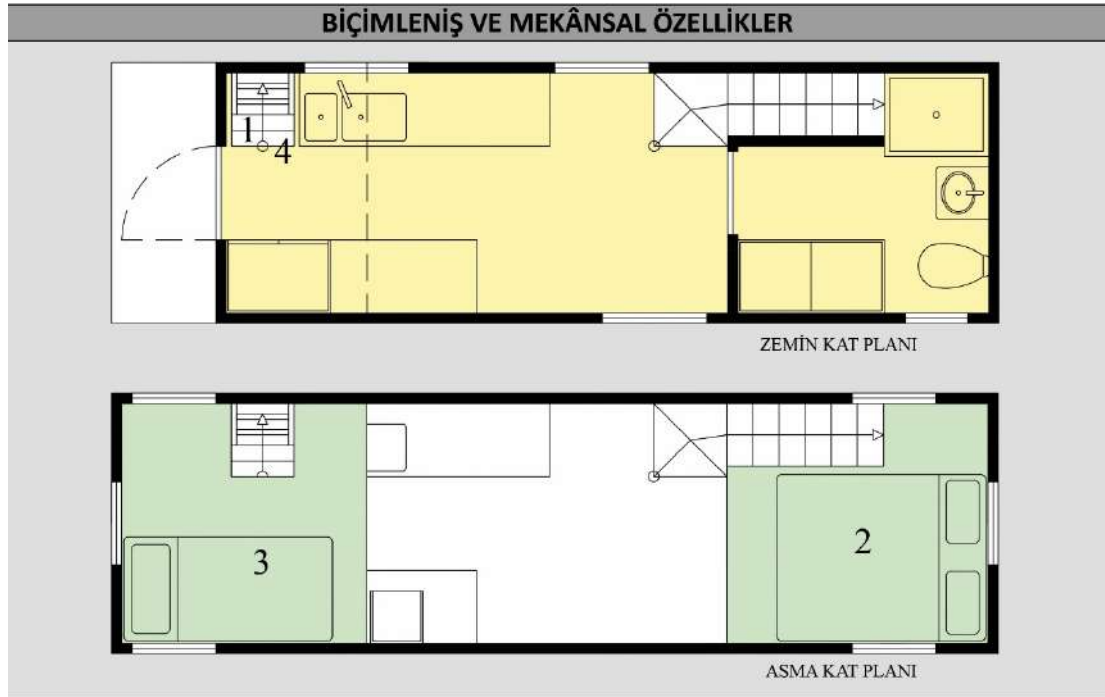 BİÇİMLENİŞ VE MEKÂNSAL ÖZELLİKLER
1
4
ZEMİN KAT PLANI
3
2
ASMA KAT PLANI